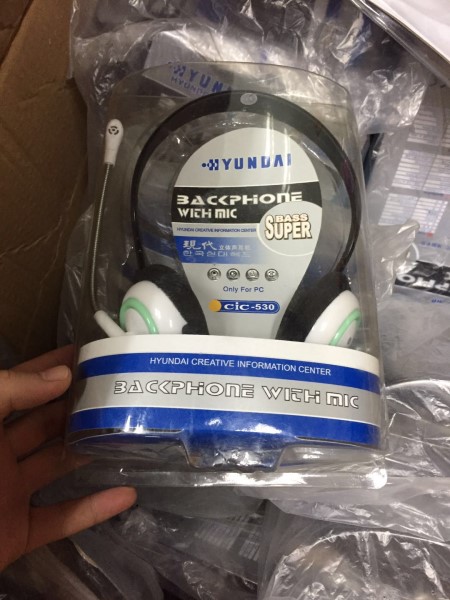 HYUNDAI
BACKPHONE
WITH MIC
HYUNDAI CREATIVE INFORMATION CENTER
BASS
SUPER
现代
Only For PC
cic-530
HYUNDAI CREATIVE INFORMATION CENTER
BACKPHONE WITH MIC
HYUNDAI